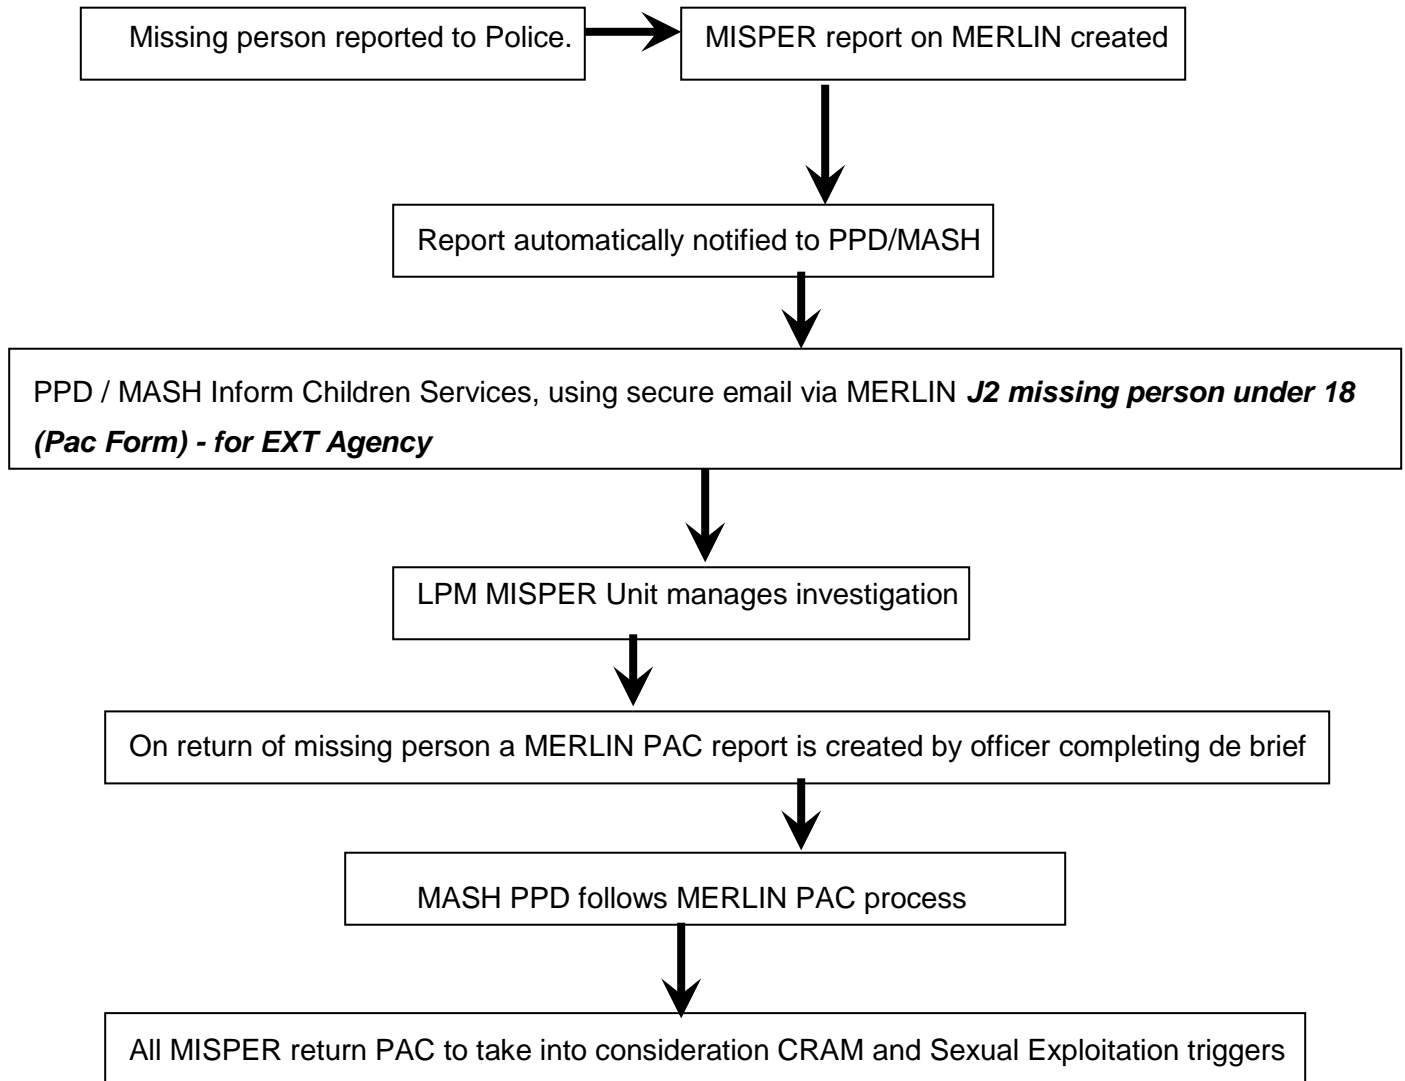 Missing person reported to Police.
MISPER report on MERLIN created
Report automatically notified to PPD/MASH
PPD / MASH Inform Children Services, using secure email via MERLIN J2 missing person under 18
(Pac Form) - for EXT Agency
LPM MISPER Unit manages investigation
On return of missing person a MERLIN PAC report is created by officer completing de brief
MASH PPD follows MERLIN PAC process
All MISPER return PAC to take into consideration CRAM and Sexual Exploitation triggers